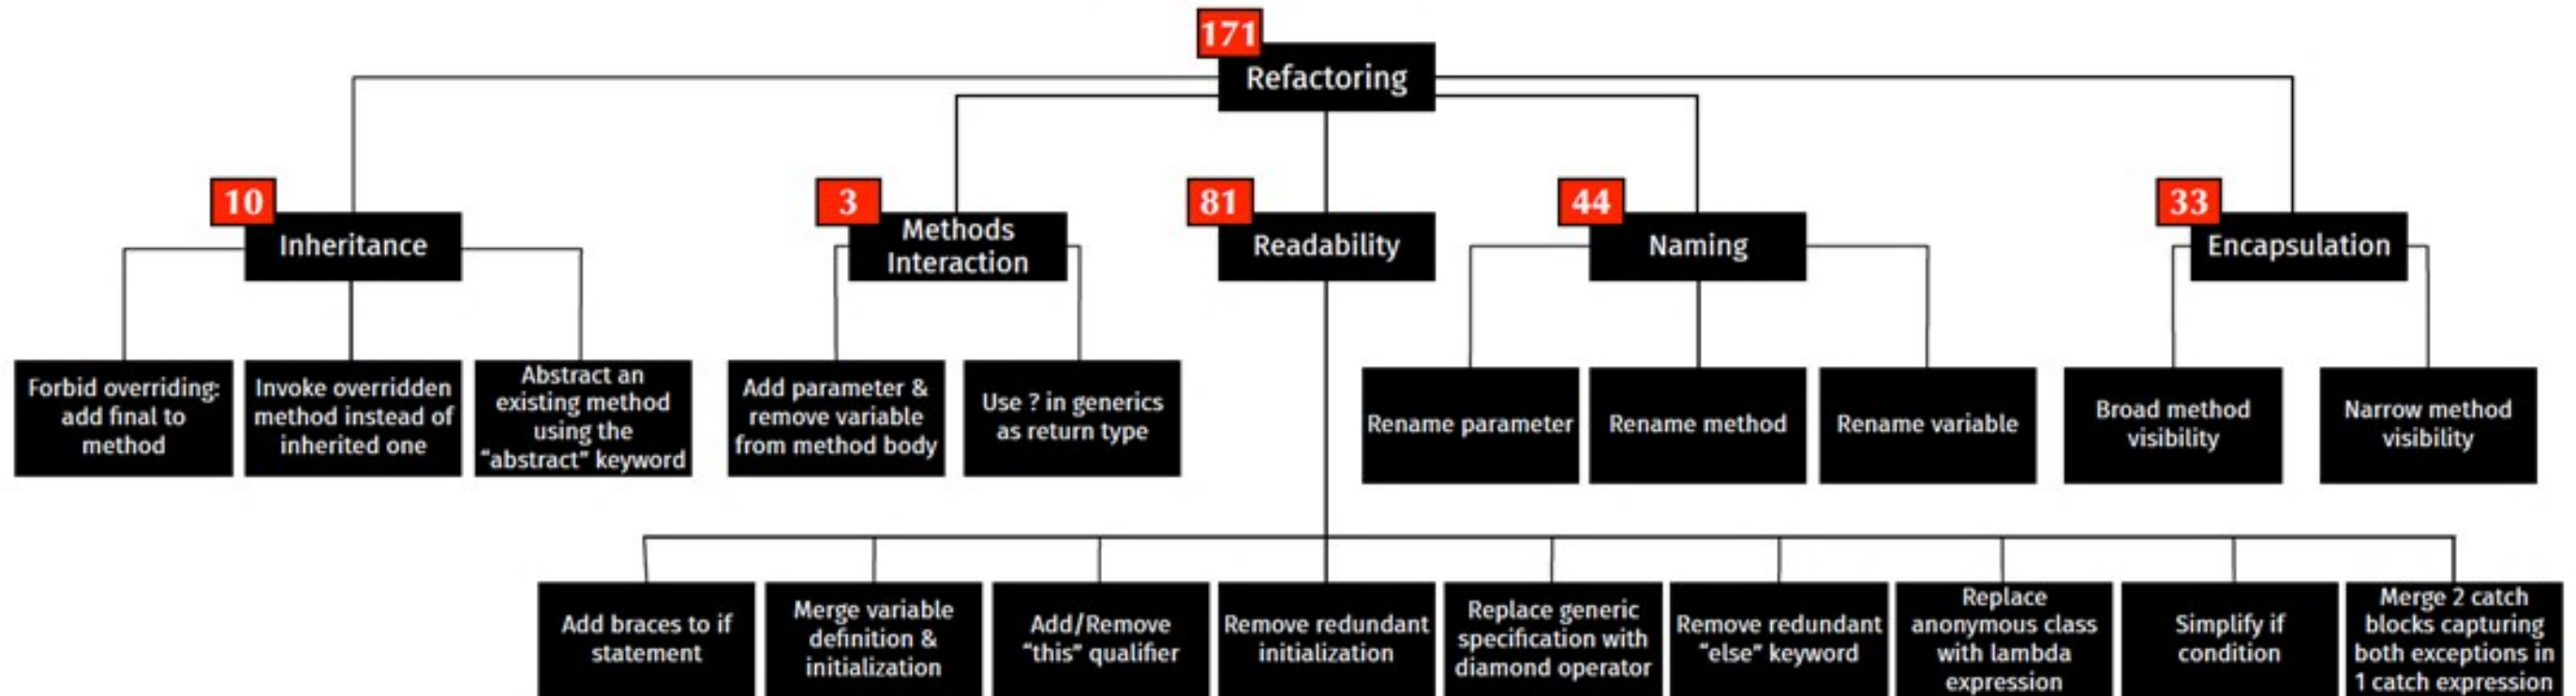 171
Refactoring
10
Inheritance
3
Methods
Interaction
81
Readability
44
Naming
33
Encapsulation
Forbid overriding:
add final to
method
Invoke overridden
method instead of
inherited one
Abstract an
existing method
using the
“abstract” keyword
Add parameter &
remove variable
from method body
Use ? in generics
as return type
Rename parameter
Rename method
Rename variable
Broad method
visibility
Narrow method
visibility
Add braces to if
statement
Merge variable
definition &
initialization
Add/Remove
“this” qualifier
Remove redundant
initialization
Replace generic
specification with
diamond operator
Remove redundant
“else” keyword
Replace
anonymous class
with lambda
expression
Simplify if
condition
Merge 2 catch
blocks capturing
both exceptions in
1 catch expression